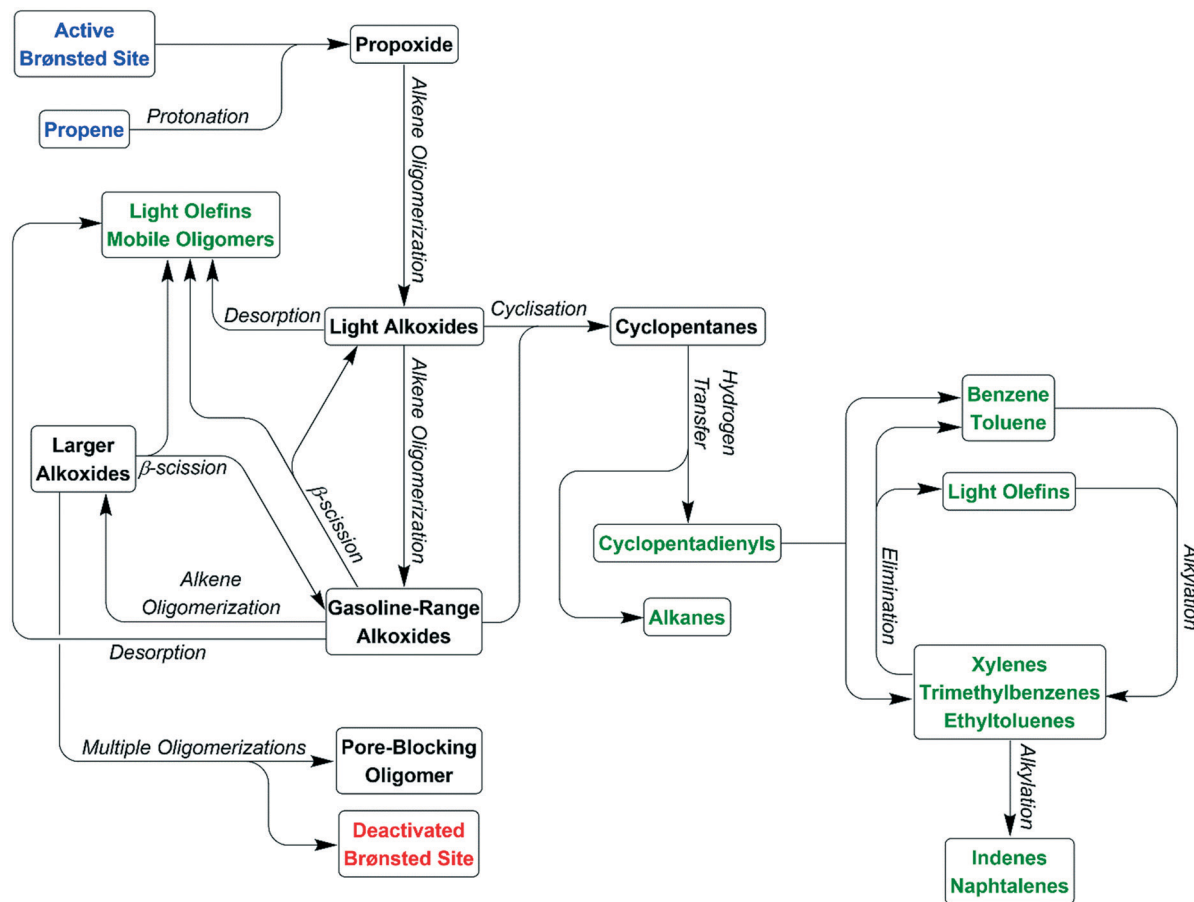 Active
Brønsted Site
Propoxide
Protonation
Propene
Alkene Oligomerization
Light Olefins
Mobile Oligomers
Desorption
Light Alkoxides
Cyclisation
Cyclopentanes
Alkene Oligomerization
Hydrogen
Transfer
Benzene
Toluene
Larger
Alkoxides
β-scission
β-scission
Light Olefins
Cyclopentadienyls
Elimination
Alkylation
Alkene
Oligomerization
Gasoline-Range
Alkoxides
Alkanes
Desorption
Xylenes
Trimethylbenzenes
Ethyltoluenes
Multiple Oligomerizations
Pore-Blocking
Oligomer
Alkylation
Deactivated
Brønsted Site
Indenes
Naphtalenes